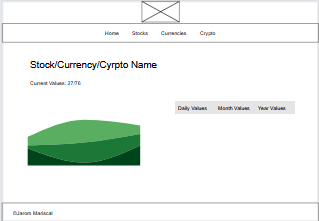 Home Stocks Currencies Crypto
Stock/Currency/Cyrpto Name
Current Values: 27/76
Daily Values Month Values Year Values
©Jarom Mariscal